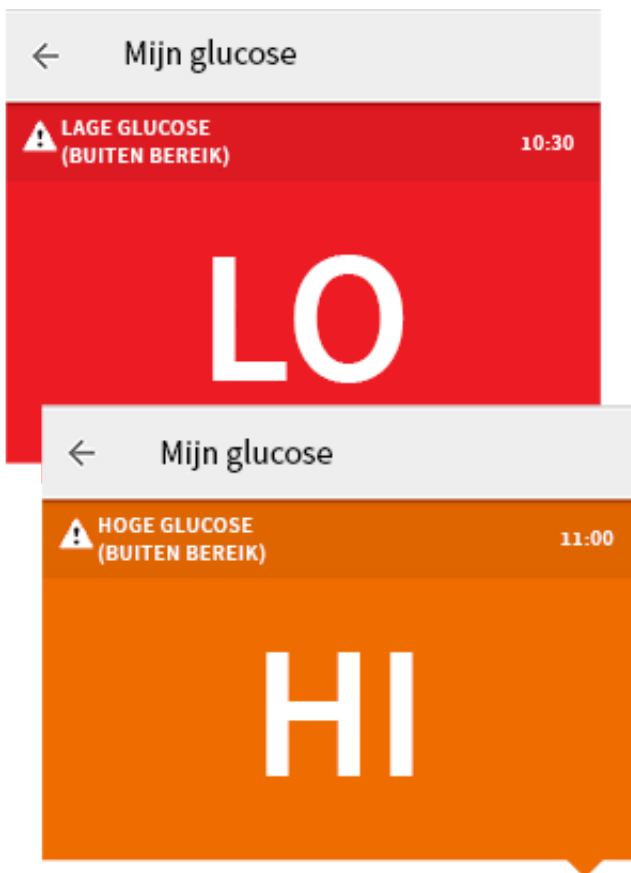 Mijn glucose
LAGE GLUCOSE
(BUITEN BEREIK)
10:30
LO
Mijn glucose
HOGE GLUCOSE
(BUITEN BEREIK)
11:00
HI